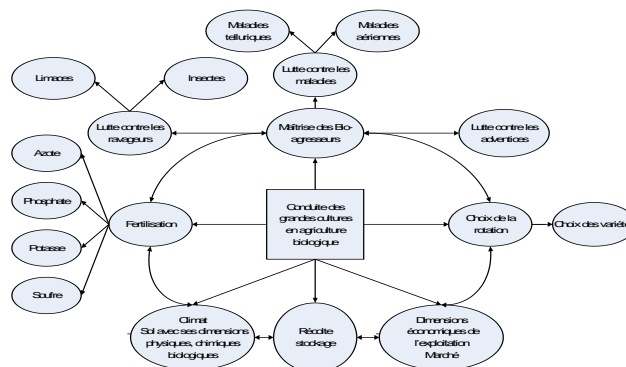 Maladies
telluriques
Maladies
aériennes
Limaces
Insectes
Lutte contre les
maladies
Lutte contre les
ravageurs
Maîtrise des Bio-
agresseurs
Lutte contre les
adventices
Azote
Phosphate
Potasse
Soufre
Fertilisation
Conduite des
grandes cultures
en agriculture
biologique
Choix de la
rotation
Choix des variété
Climat
Sol avec ses dimensions
physiques, chimiques
biologiques
Récolte
stockage
Dimensions
économiques de
l'exploitation
Marché